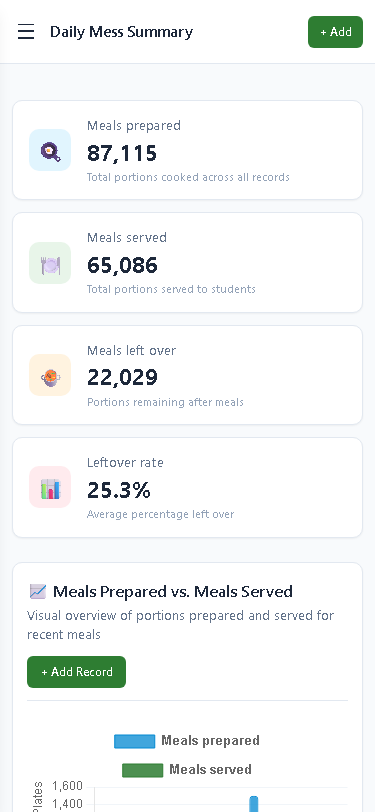 Daily Mess Summary
+ Add
Meals prepared
87,115
Total portions cooked across all records
Meals served
65,086
Total portions served to students
Meals left over
22,029
Portions remaining after meals
Leftover rate
25.3%
Average percentage left over
Meals Prepared vs. Meals Served
Visual overview of portions prepared and served for
recent meals
+ Add Record
Meals prepared
Meals served
1,600
1,400
Plates